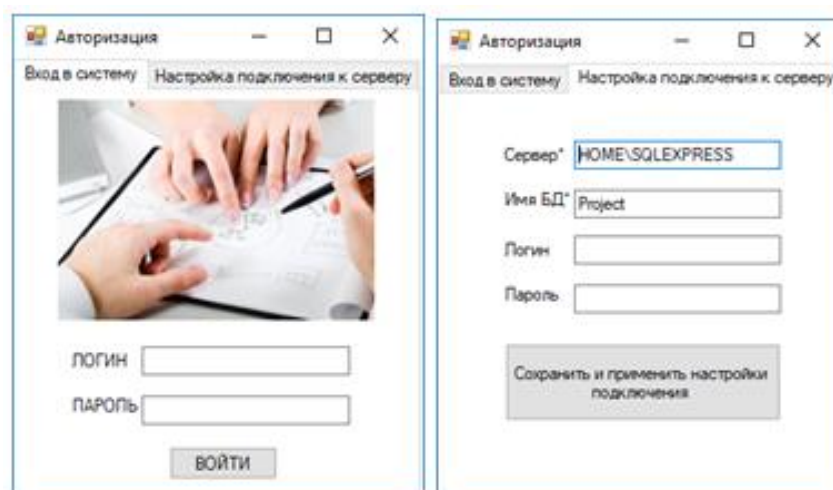 Авторизация
Вход в систему
Настройка подключения к серверу
ЛОГИН
ПАРОЛЬ
ВОЙТИ
Авторизация
Вход в систему
Настройка подключения к серверу
Сервер*
HOME\SQLEXPRESS
Имя БД*
Project
Логин
Пароль
Сохранить и применить настройки
подключения